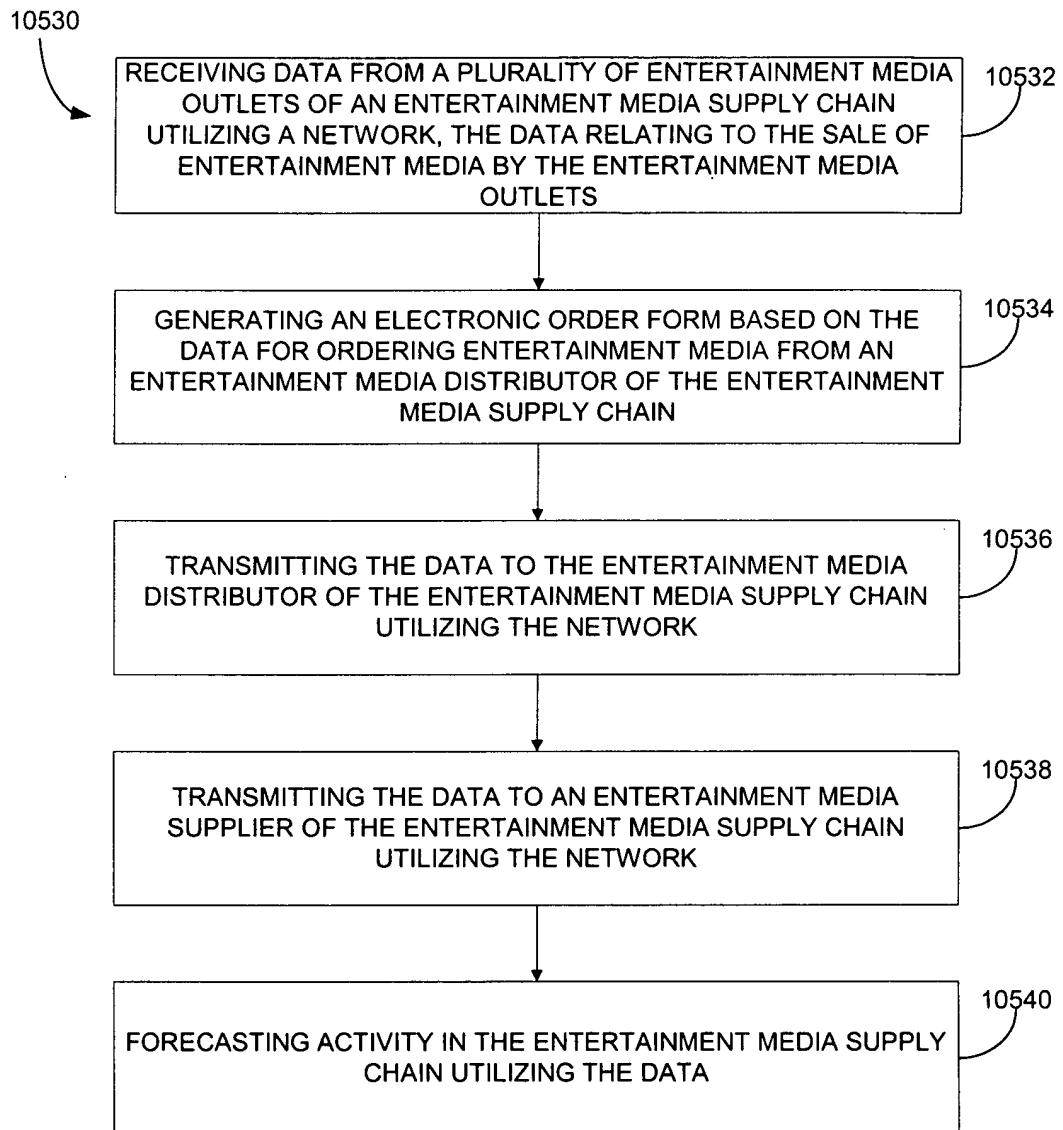 10530
RECEIVING DATA FROM A PLURALITY OF ENTERTAINMENT MEDIA
OUTLETS OF AN ENTERTAINMENT MEDIA SUPPLY CHAIN
UTILIZING A NETWORK, THE DATA RELATING TO THE SALE OF
ENTERTAINMENT MEDIA BY THE ENTERTAINMENT MEDIA
OUTLETS
10532
GENERATING AN ELECTRONIC ORDER FORM BASED ON THE
DATA FOR ORDERING ENTERTAINMENT MEDIA FROM AN
ENTERTAINMENT MEDIA DISTRIBUTOR OF THE ENTERTAINMENT
MEDIA SUPPLY CHAIN
10534
TRANSMITTING THE DATA TO THE ENTERTAINMENT MEDIA
DISTRIBUTOR OF THE ENTERTAINMENT MEDIA SUPPLY CHAIN
UTILIZING THE NETWORK
10536
TRANSMITTING THE DATA TO AN ENTERTAINMENT MEDIA
SUPPLIER OF THE ENTERTAINMENT MEDIA SUPPLY CHAIN
UTILIZING THE NETWORK
10538
FORECASTING ACTIVITY IN THE ENTERTAINMENT MEDIA SUPPLY
CHAIN UTILIZING THE DATA
10540